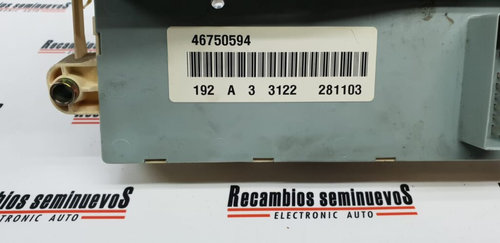 46750594
192 A 3 3122 281103
Recambios seminuevos
ELECTRONIC AUTO
Recambios seminuevos
ELECTRONIC AUTO